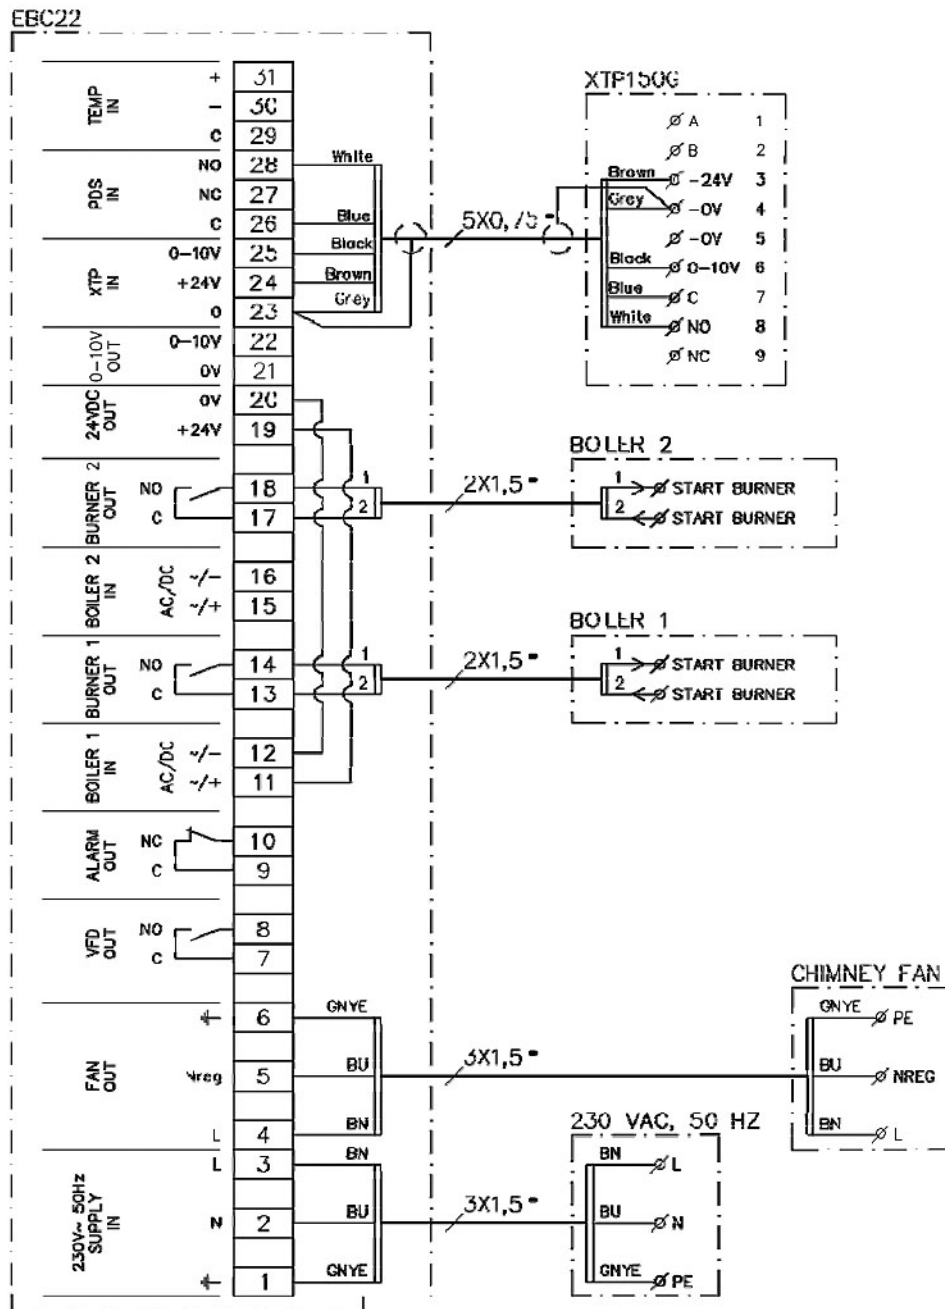 EBC22
TEMP IN
+ 31
- 30
C 29
PDS IN
NO 28 White
NC 27
C 26 Blue
XTP IN
0-10V 25 Black
+24V 24 Brown
0 23 Grey
0-10V OUT
0-10V 22
0V 21
24VDC OUT
0V 20
+24V 19
BURNER 2 OUT
NO 18 1
C 17 2
BOILER 2 IN
AC/DC
~/- 16
~/+ 15
BURNER 1 OUT
NO 14 1
C 13 2
BOILER 1 IN
AC/DC
~/- 12
~/+ 11
ALARM OUT
NC 10
C 9
VFD OUT
NO 8
C 7
FAN OUT
6 GNYE
Nreg 5 BU
L 4 BN
230V~ 50Hz SUPPLY IN
L 3 BN
N 2 BU
1 GNYE
5X0,75
XTP150G
A 1
B 2
Brown -24V 3
Grey -0V 4
-0V 5
Black 0-10V 6
Blue C 7
White NO 8
NC 9
2X1,5
BOILER 2
1 START BURNER
2 START BURNER
2X1,5
BOILER 1
1 START BURNER
2 START BURNER
3X1,5
CHIMNEY FAN
GNYE PE
BU NREG
BN L
3X1,5
230 VAC, 50 HZ
BN L
BU N
GNYE PE